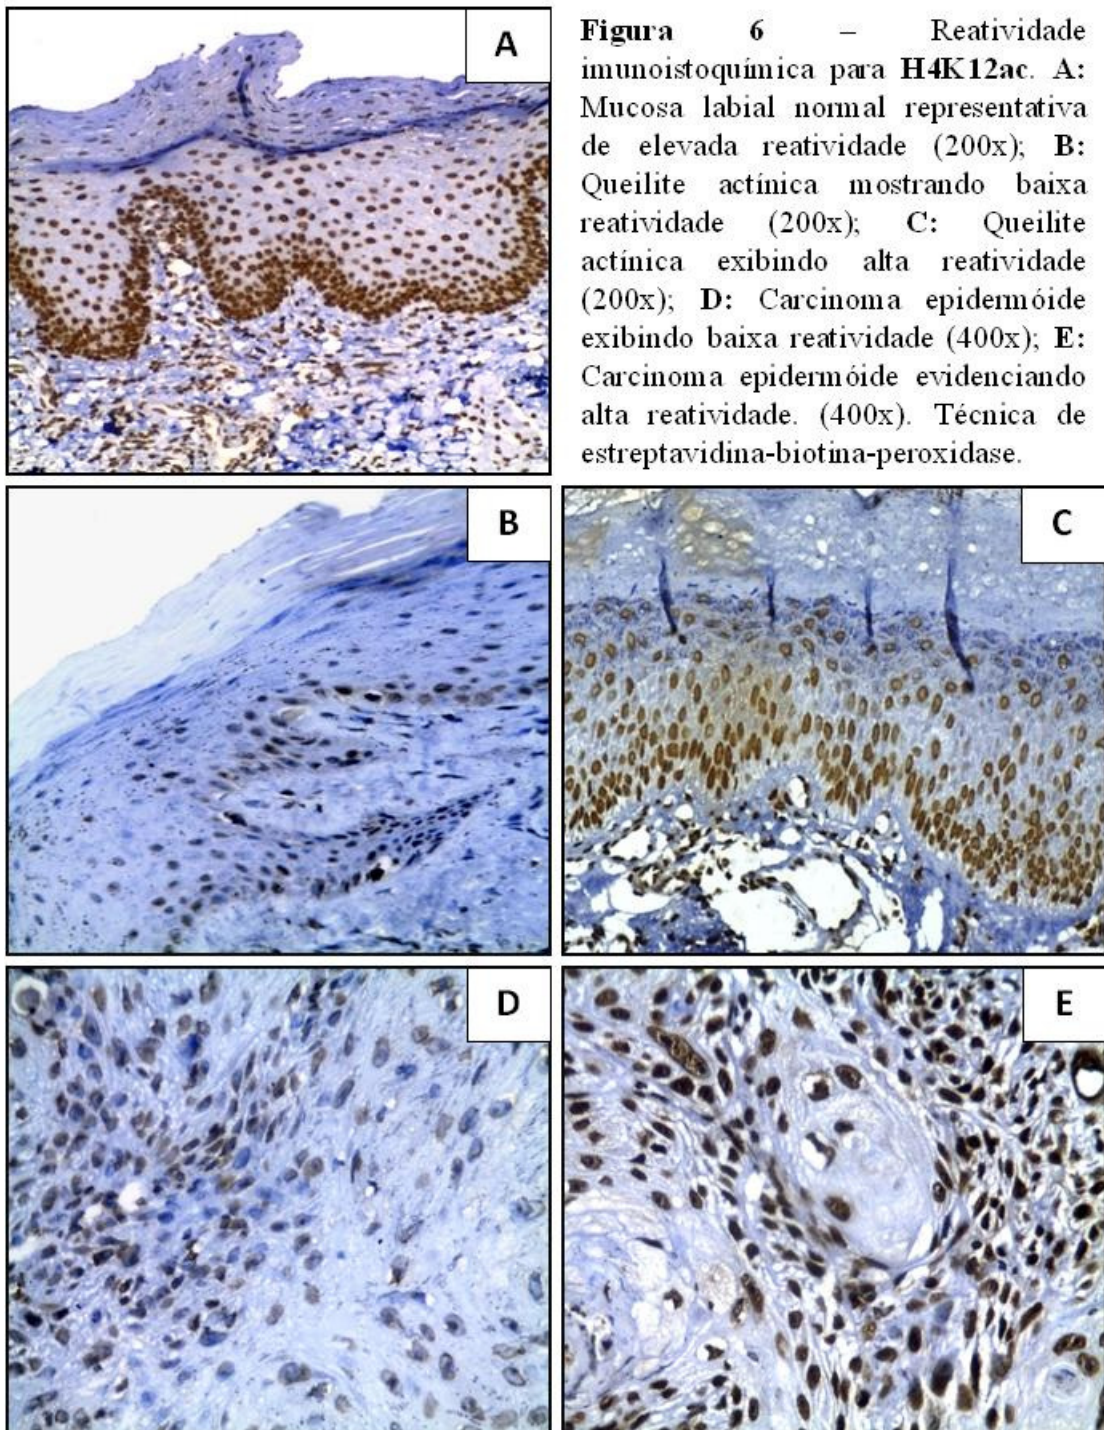 A
Figura 6 – Reatividade
imunoistoquímica para H4K12ac. A:
Mucosa labial normal representativa
de elevada reatividade (200x); B:
Queilite actínica mostrando baixa
reatividade (200x); C: Queilite
actínica exibindo alta reatividade
(200x); D: Carcinoma epidermóide
exibindo baixa reatividade (400x); E:
Carcinoma epidermóide evidenciando
alta reatividade. (400x). Técnica de
estreptavidina-biotina-peroxidase.
B
C
D
E